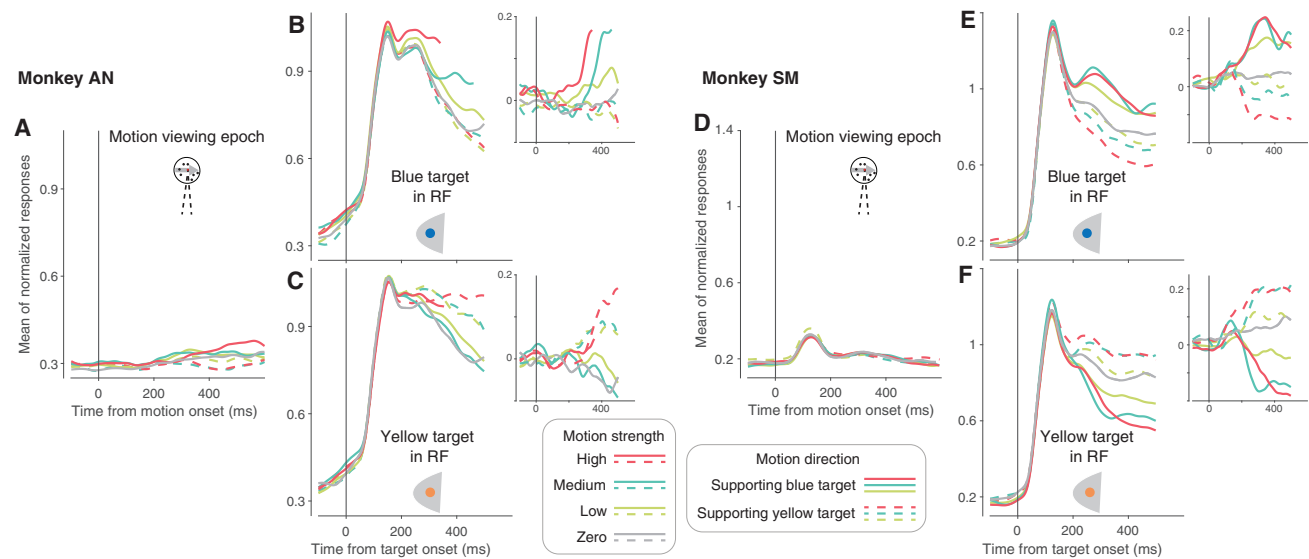 Monkey AN
A
Motion viewing epoch
Mean of normalized responses
0.9
0.6
0.3
0
200
400
Time from motion onset (ms)
B
0.9
0.6
0.3
Blue target
in RF
0.2
0
0
400
C
0.9
0.6
0.3
Yellow target
in RF
0
200
400
Time from target onset (ms)
0.2
0
0
400
Motion strength
High
Medium
Low
Zero
Monkey SM
D
Motion viewing epoch
Mean of normalized responses
1.4
1
0.6
0.2
0
200
400
Time from motion onset (ms)
Motion direction
Supporting blue target
Supporting yellow target
E
1
0.6
0.2
Blue target
in RF
0.2
0
0
400
F
1
0.6
0.2
Yellow target
in RF
0
200
400
Time from target onset (ms)
0.2
0
0
400